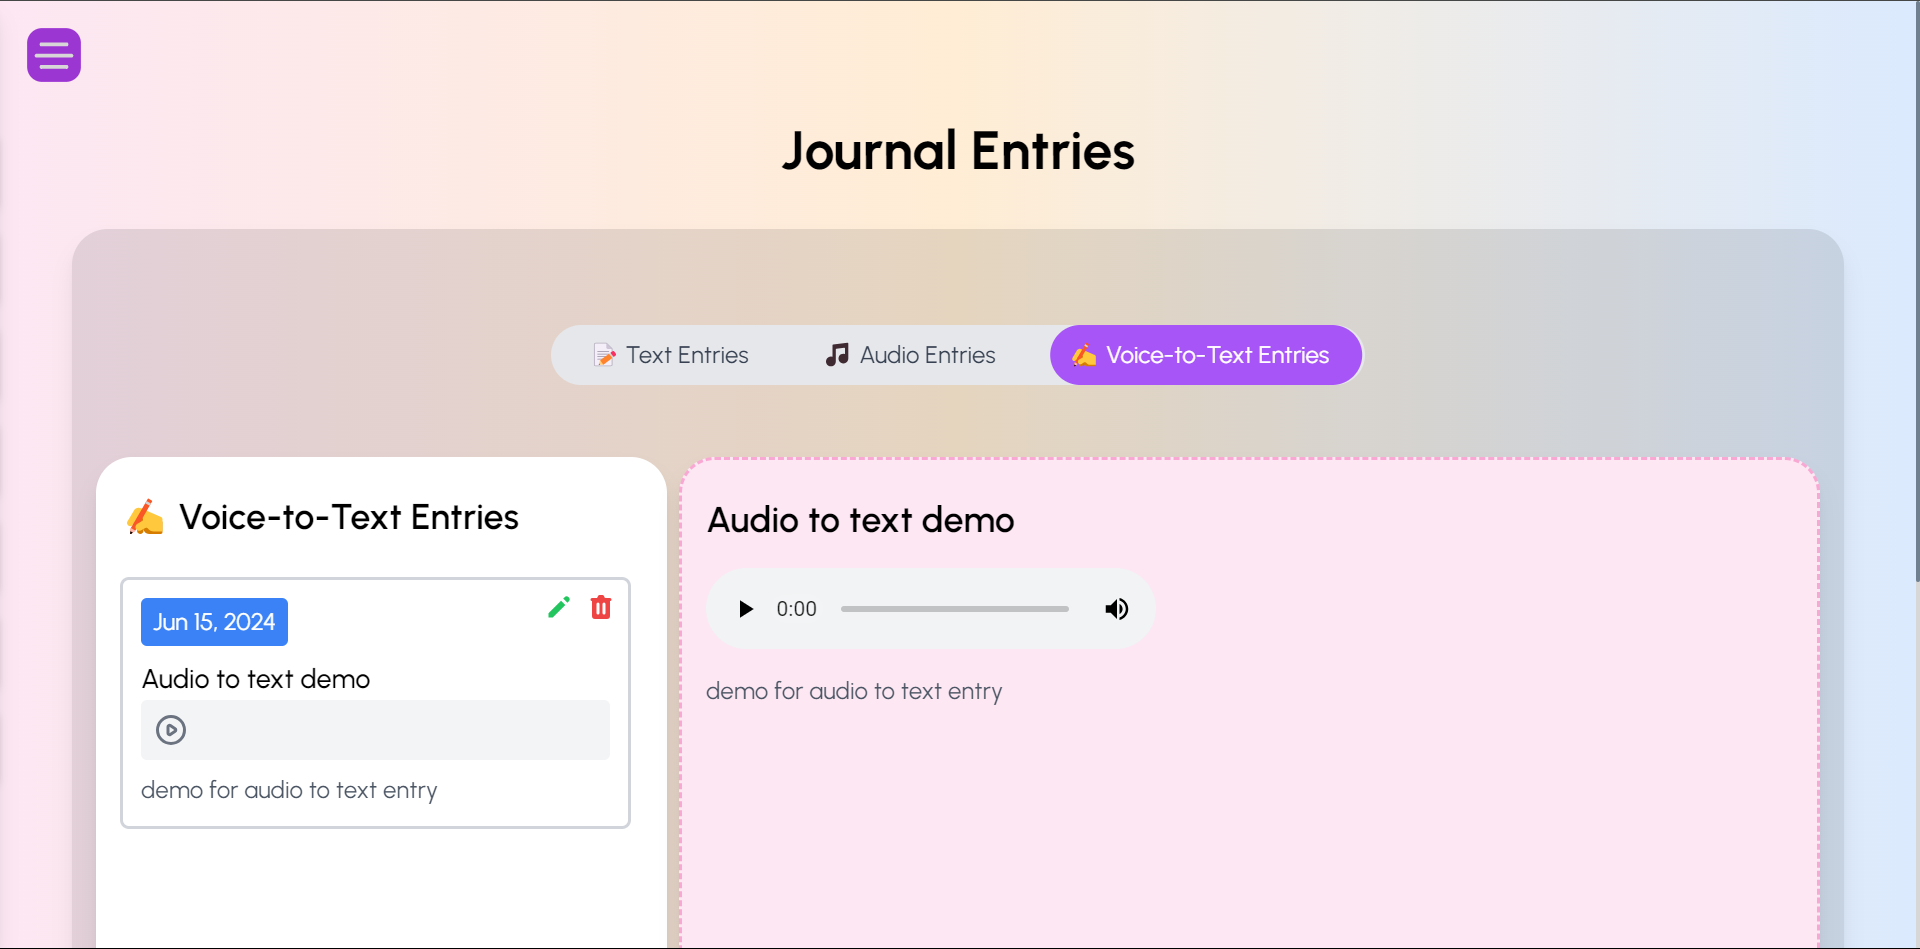 Journal Entries
📝 Text Entries
🎵 Audio Entries
✍️ Voice-to-Text Entries
✍️ Voice-to-Text Entries
Jun 15, 2024
Audio to text demo
demo for audio to text entry
Audio to text demo
0:00
demo for audio to text entry